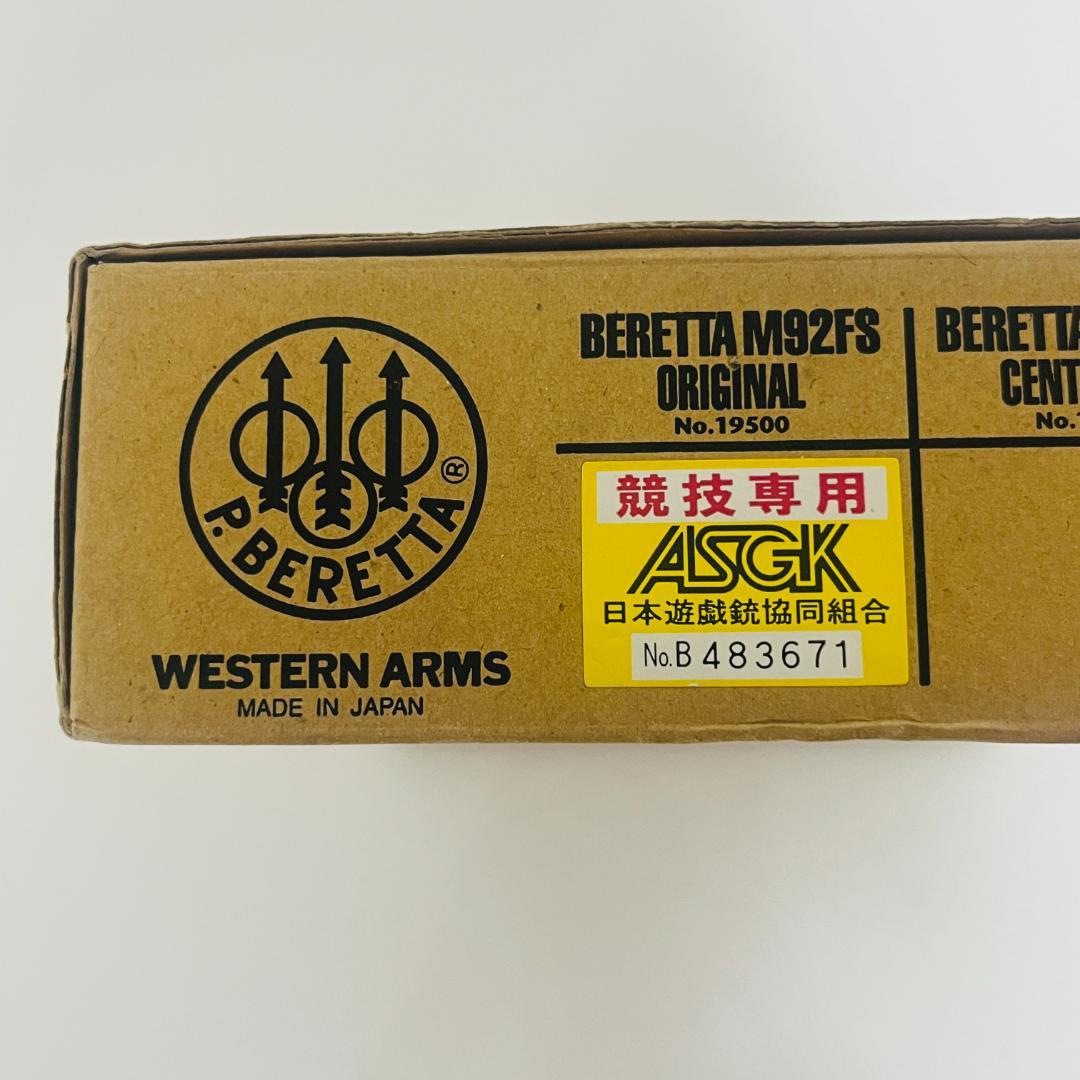 P. BERETTA®
WESTERN ARMS
MADE IN JAPAN
BERETTA M92FS
ORIGINAL
No.19500
競技専用
ASGK
日本遊戯銃協同組合
No.B 483671
BERETTA
CENT
No.